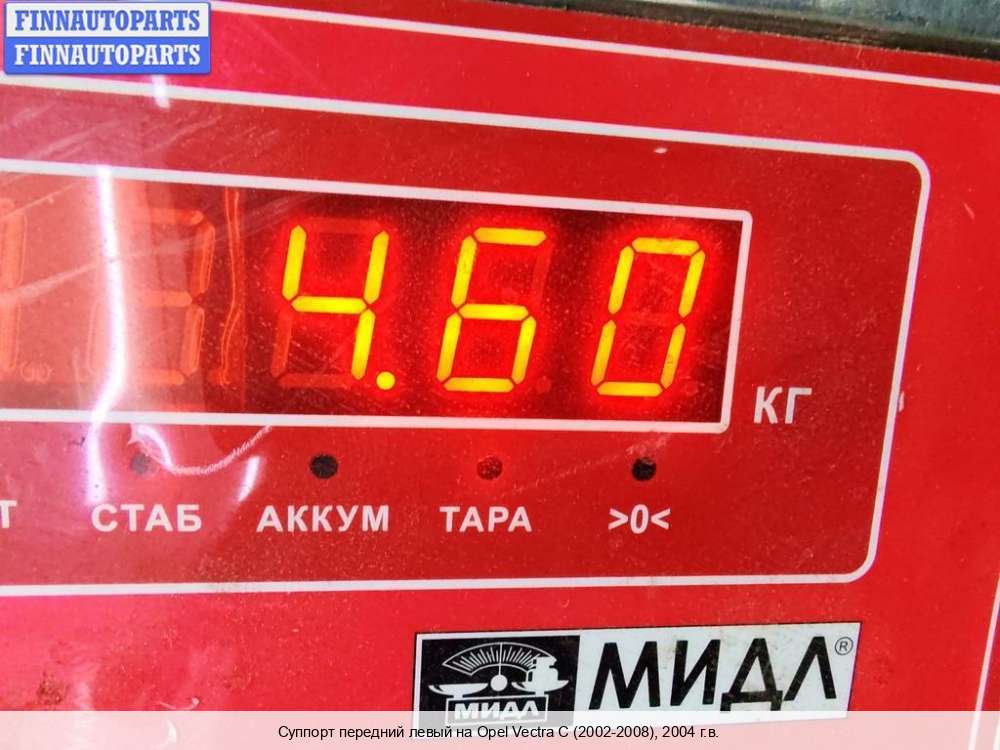 FINNAUTOPARTS
FINNAUTOPARTS
4.60
КГ
Т СТАБ АККУМ ТАРА >0<
МИДЛ®
МИДЛ
Суппорт передний левый на Opel Vectra C (2002-2008), 2004 г.в.